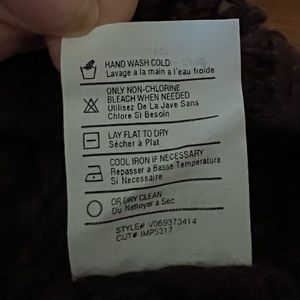 HAND WASH COLD
Lavage a la main a l'eau froide
ONLY NON-CHLORINE
BLEACH WHEN NEEDED
Utilisez De La Jave Sans
Chlore Si Besoin
LAY FLAT TO DRY
Sécher à Plat
COOL IRON IF NECESSARY
Repasser a Basse Temperature
Si Necessaire
OR DRY CLEAN
Ou Nettoyer a Sec
STYLE# V069373414
CUT# IMP5317